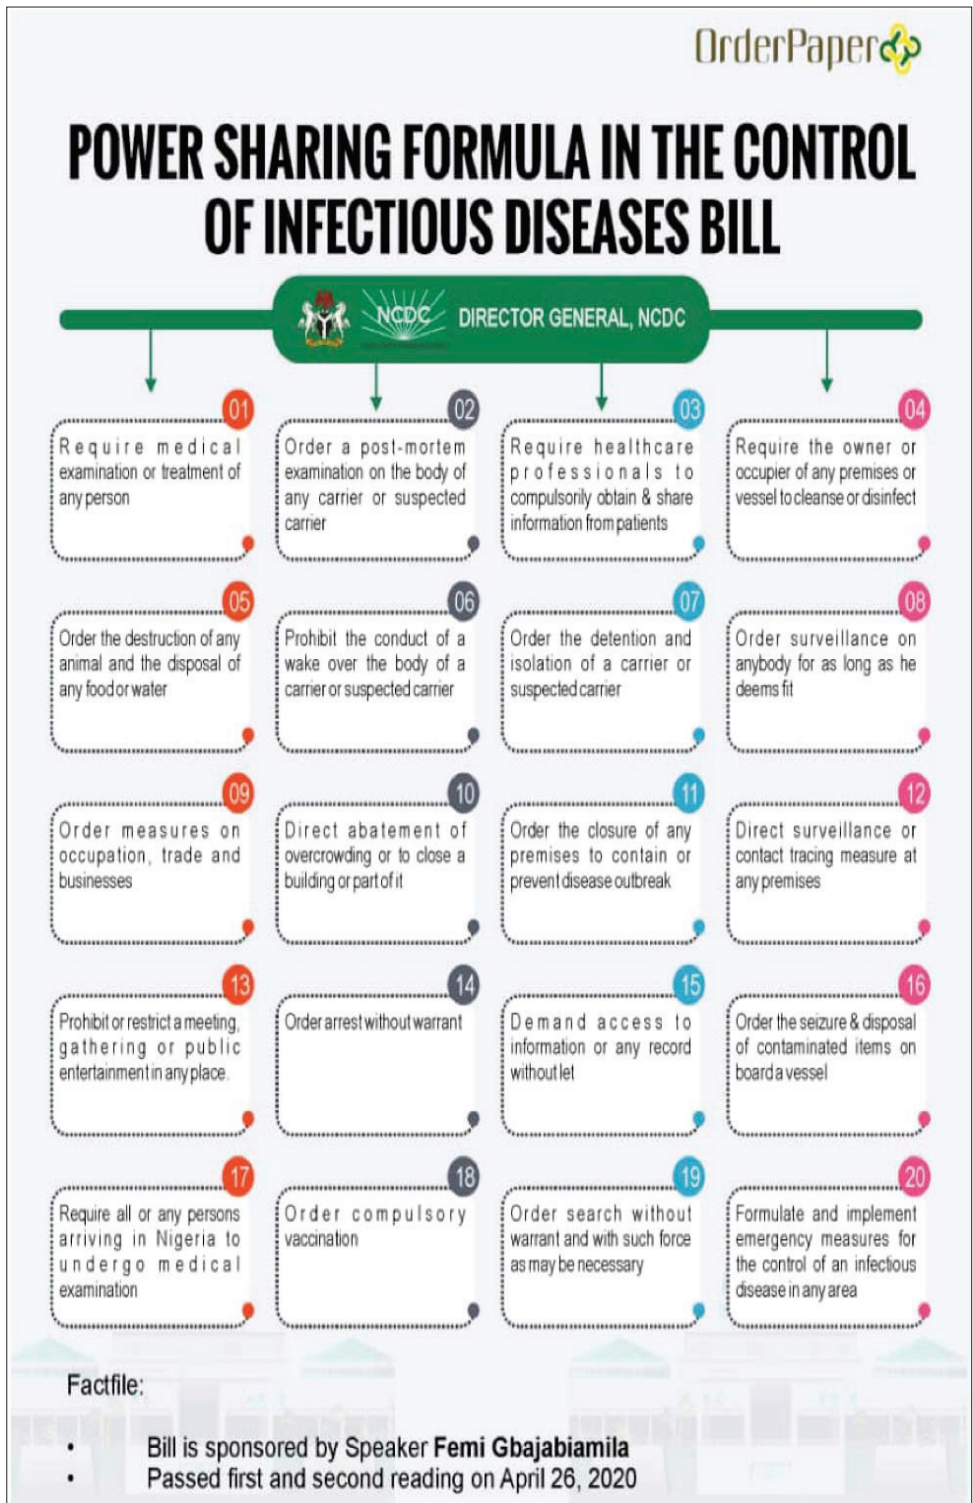 OrderPaper
POWER SHARING FORMULA IN THE CONTROL
OF INFECTIOUS DISEASES BILL
NCDC
DIRECTOR GENERAL, NCDC
01
Require medical
examination or treatment of
any person
02
Order a post-mortem
examination on the body of
any carrier or suspected
carrier
03
Require healthcare
professionals to
compulsorily obtain & share
information from patients
04
Require the owner or
occupier of any premises or
vessel to cleanse or disinfect
05
Order the destruction of any
animal and the disposal of
any food or water
06
Prohibit the conduct of a
wake over the body of a
carrier or suspected carrier
07
Order the detention and
isolation of a carrier or
suspected carrier
08
Order surveillance on
anybody for as long as he
deems fit
09
Order measures on
occupation, trade and
businesses
10
Direct abatement of
overcrowding or to close a
building or part of it
11
Order the closure of any
premises to contain or
prevent disease outbreak
12
Direct surveillance or
contact tracing measure at
any premises
13
Prohibit or restrict a meeting,
gathering or public
entertainment in any place.
14
Order arrest without warrant
15
Demand access to
information or any record
without let
16
Order the seizure & disposal
of contaminated items on
board a vessel
17
Require all or any persons
arriving in Nigeria to
undergo medical
examination
18
Order compulsory
vaccination
19
Order search without
warrant and with such force
as may be necessary
20
Formulate and implement
emergency measures for
the control of an infectious
disease in any area
Factfile:
• Bill is sponsored by Speaker Femi Gbajabiamila
• Passed first and second reading on April 26, 2020